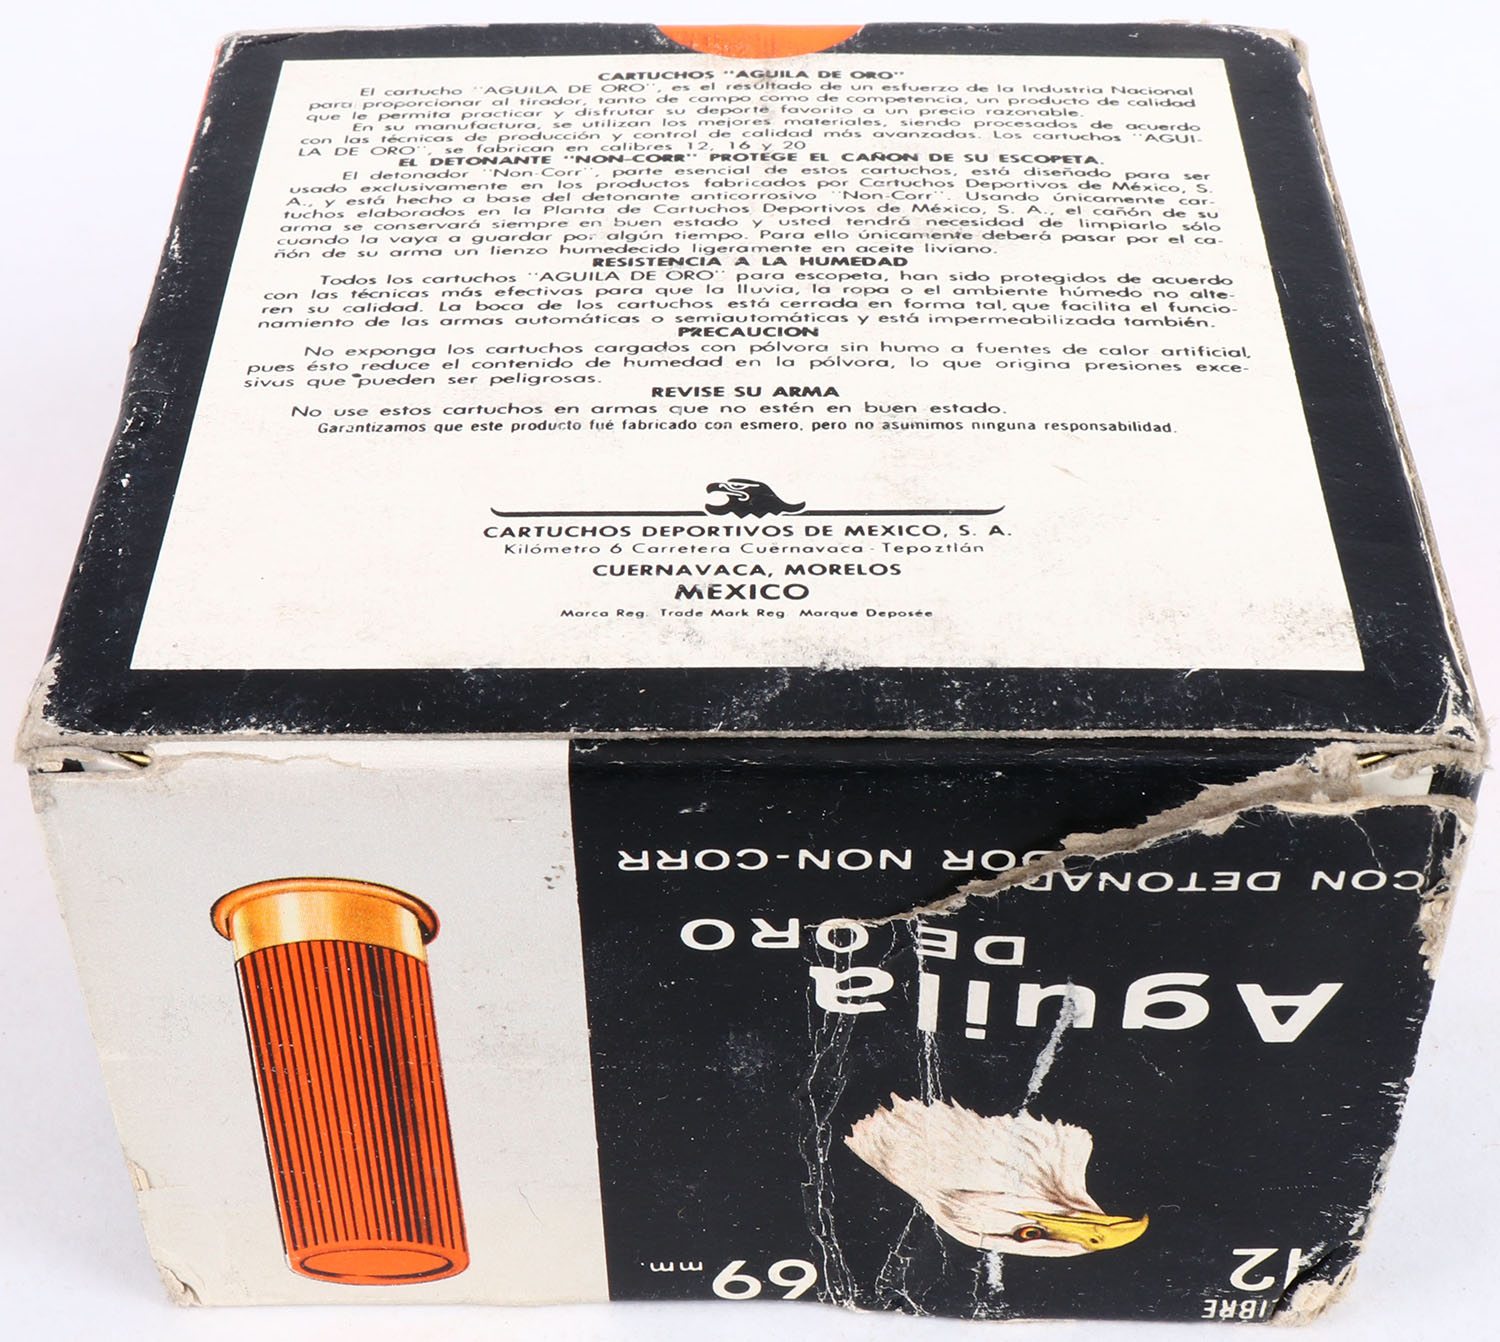 CARTUCHOS "AGUILA DE ORO"
El cartucho "AGUILA DE ORO", es el resultado de un esfuerzo de la Industria Nacional
para proporcionar al tirador, tanto de campo como de competencia, un producto de calidad
que le permita practicar y disfrutar su deporte favorito a un precio razonable.
En su manufactura, se utilizan los mejores materiales, siendo procesados de acuerdo
con las técnicas de producción y control de calidad más avanzadas. Los cartuchos "AGUI-
LA DE ORO", se fabrican en calibres 12, 16 y 20
EL DETONANTE "NON-CORR" PROTEGE EL CAÑON DE SU ESCOPETA.
El detonador "Non-Corr", parte esencial de estos cartuchos, está diseñado para ser
usado exclusivamente en los productos fabricados por Cartuchos Deportivos de México, S.
A., y está hecho a base del detonante anticorrosivo "Non-Corr". Usando únicamente car-
tuchos elaborados en la Planta de Cartuchos Deportivos de México, S. A., el cañón de su
arma se conservará siempre en buen estado y usted tendrá necesidad de limpiarlo sólo
cuando la vaya a guardar por algún tiempo. Para ello únicamente deberá pasar por el ca-
ñón de su arma un lienzo humedecido ligeramente en aceite liviano.
RESISTENCIA A LA HUMEDAD
Todos los cartuchos "AGUILA DE ORO" para escopeta, han sido protegidos de acuerdo
con las técnicas más efectivas para que la lluvia, la ropa o el ambiente húmedo no alte-
ren su calidad. La boca de los cartuchos está cerrada en forma tal, que facilita el funcio-
namiento de las armas automáticas o semiautomáticas y está impermeabilizada también.
PRECAUCION
No exponga los cartuchos cargados con pólvora sin humo a fuentes de calor artificial,
pues ésto reduce el contenido de humedad en la pólvora, lo que origina presiones exce-
sivas que pueden ser peligrosas.
REVISE SU ARMA
No use estos cartuchos en armas que no estén en buen estado.
Garantizamos que este producto fué fabricado con esmero, pero no asumimos ninguna responsabilidad.
CARTUCHOS DEPORTIVOS DE MEXICO, S. A.
Kilómetro 6 Carretera Cuernavaca - Tepoztlán
CUERNAVACA, MORELOS
MEXICO
Marca Reg. Trade Mark Reg. Marque Deposée
IBRE
12
69 mm.
Aguila
DE ORO
CON DETONADOR NON-CORR